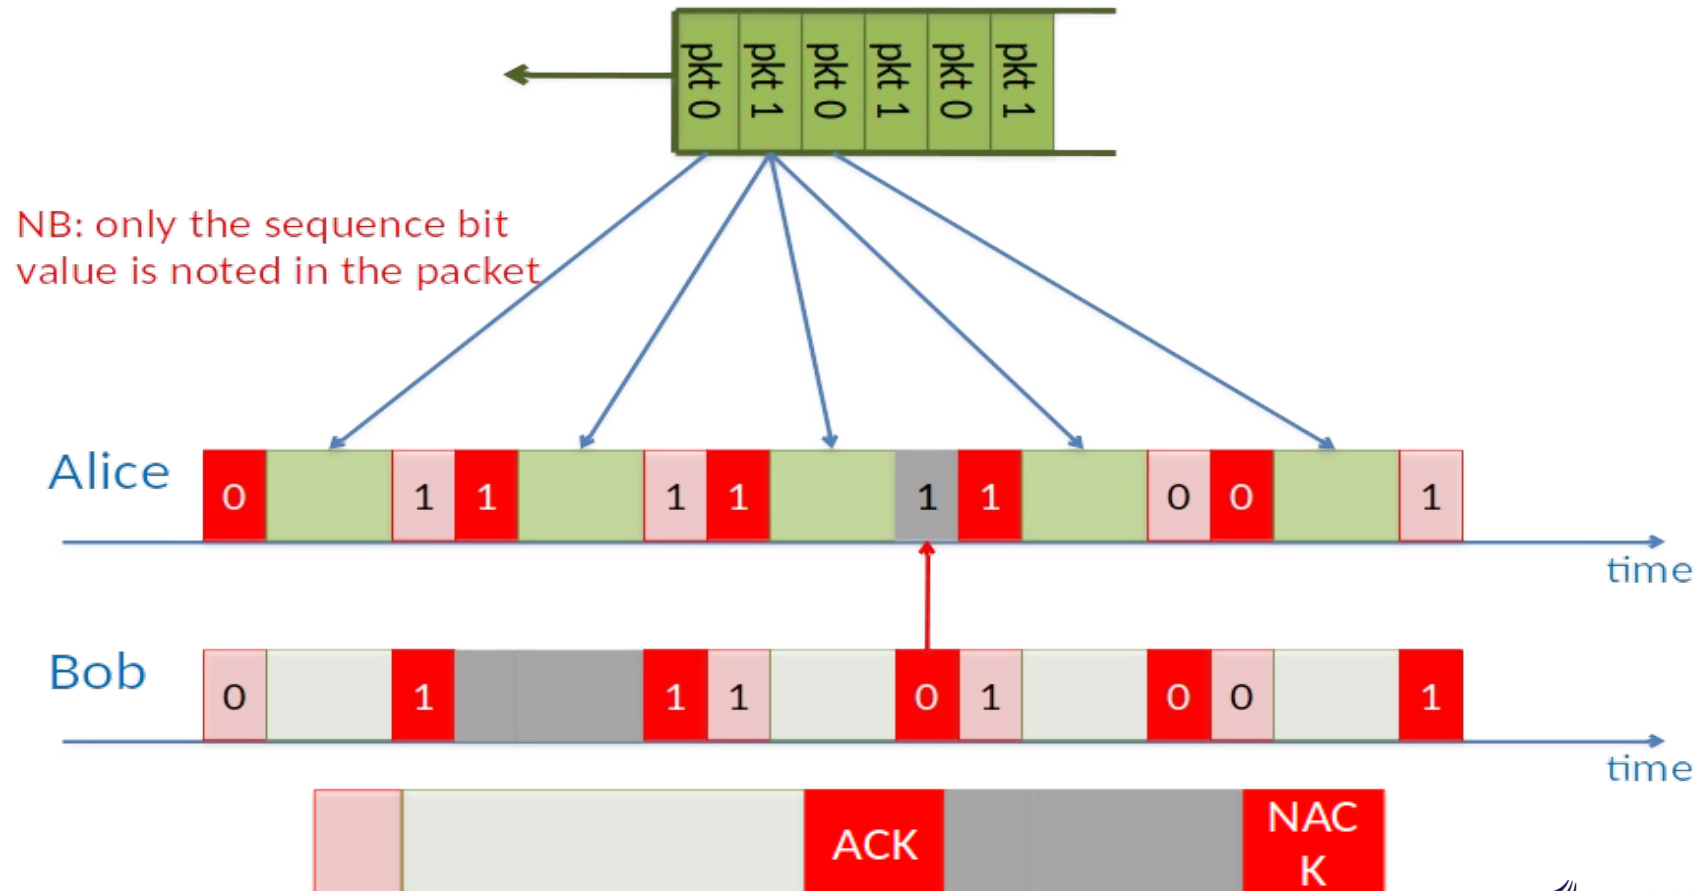 pkt 0 pkt 1 pkt 0 pkt 1 pkt 0 pkt 1
NB: only the sequence bit
value is noted in the packet
Alice
0 1 1 1 1 1 1 0 0 1
time
Bob
0 1 1 1 0 1 0 0 1
time
ACK
NAC
K